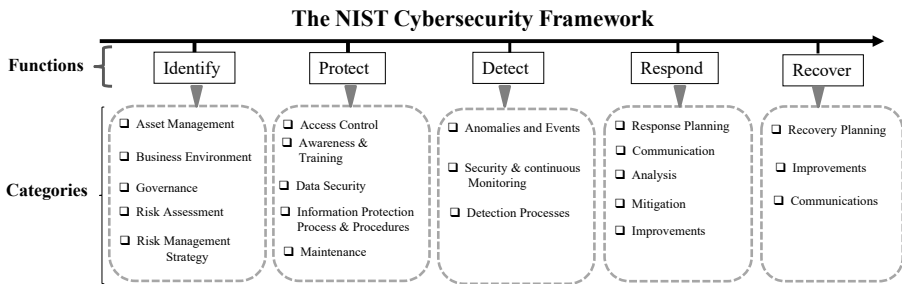 The NIST Cybersecurity Framework
Functions
Identify
Protect
Detect
Respond
Recover
Categories
Asset Management
Business Environment
Governance
Risk Assessment
Risk Management
Strategy
Access Control
Awareness &
Training
Data Security
Information Protection
Process & Procedures
Maintenance
Anomalies and Events
Security & continuous
Monitoring
Detection Processes
Response Planning
Communication
Analysis
Mitigation
Improvements
Recovery Planning
Improvements
Communications